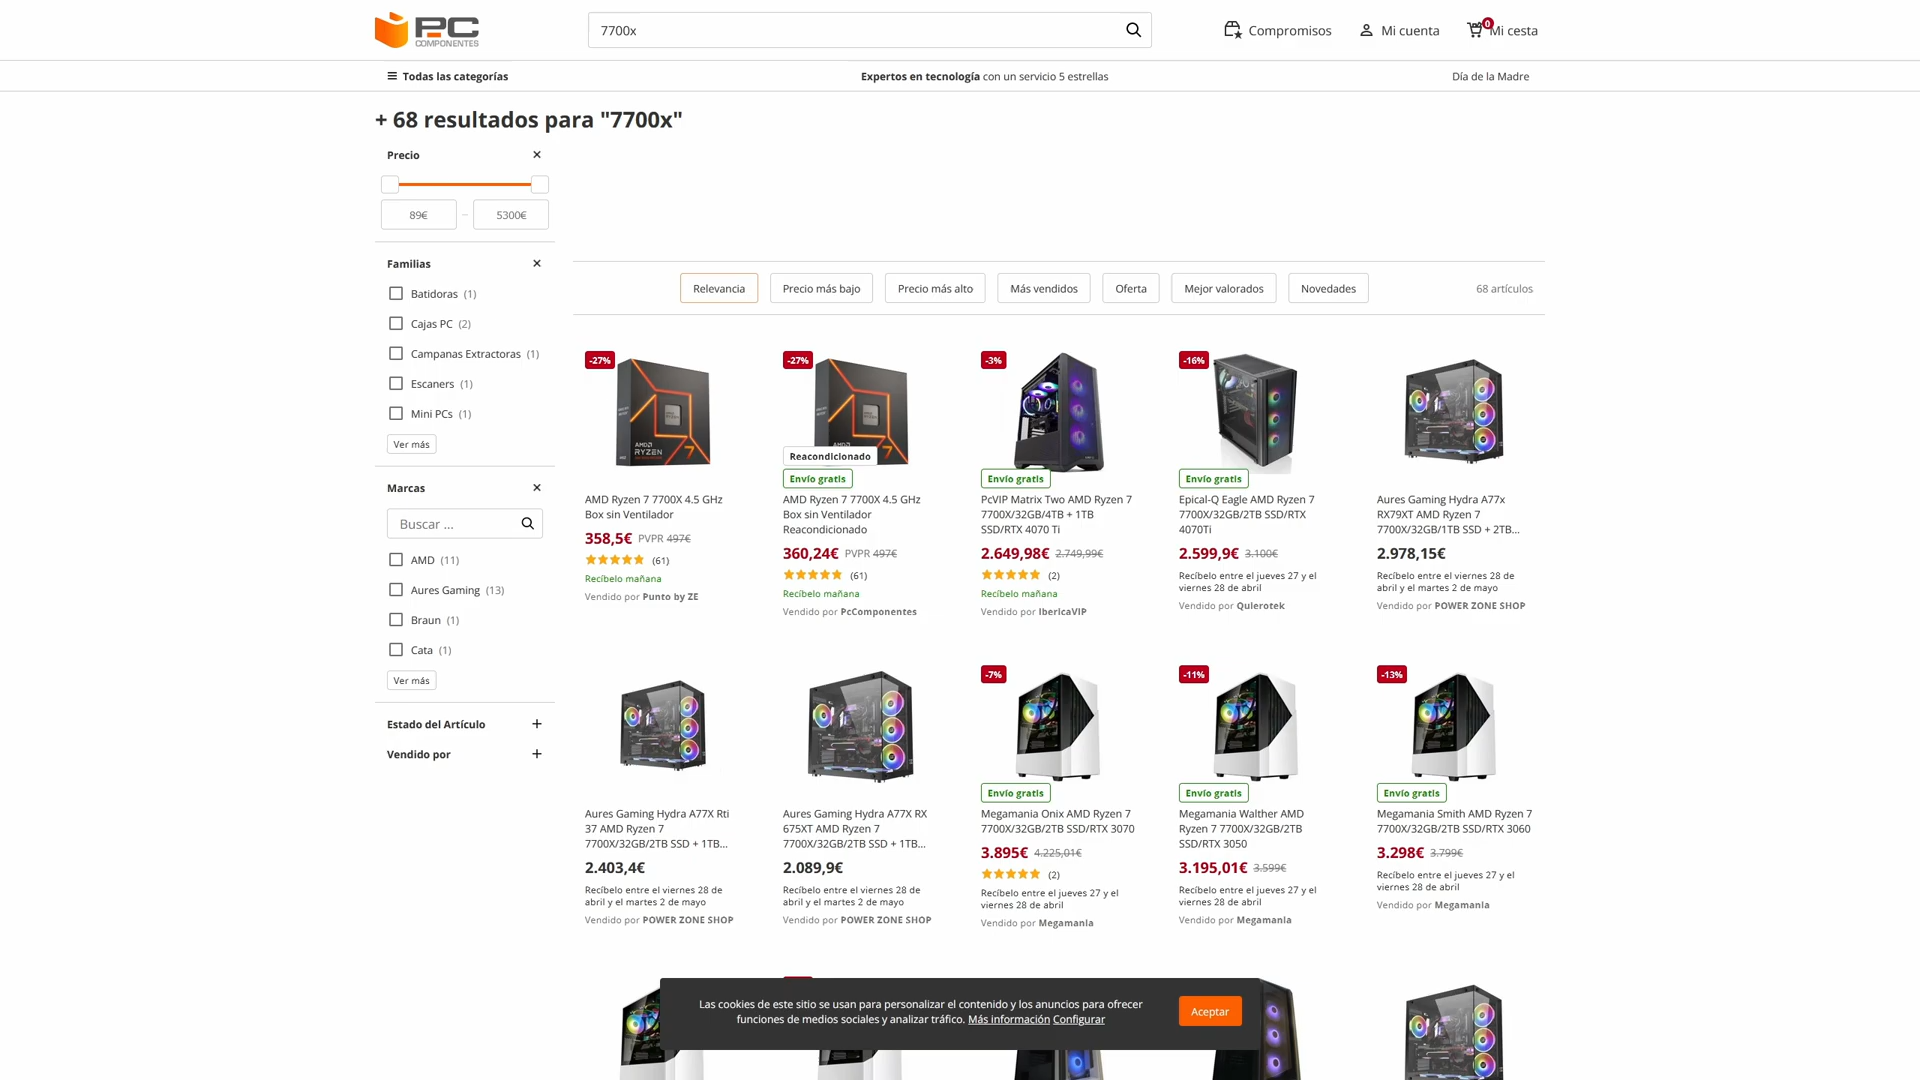 PC
COMPONENTES
7700x
Compromisos
Mi cuenta
0
Mi cesta
Todas las categorías
Expertos en tecnología con un servicio 5 estrellas
Día de la Madre
+ 68 resultados para "7700x"
Precio
89€ – 5300€
Familias
Batidoras (1)
Cajas PC (2)
Campanas Extractoras (1)
Escaners (1)
Mini PCs (1)
Ver más
Marcas
Buscar ...
AMD (11)
Aures Gaming (13)
Braun (1)
Cata (1)
Ver más
Estado del Artículo
Vendido por
Relevancia
Precio más bajo
Precio más alto
Más vendidos
Oferta
Mejor valorados
Novedades
68 artículos
-27%
AMD
RYZEN
7
AMD Ryzen 7 7700X 4.5 GHz
Box sin Ventilador
358,5€ PVPR 497€
(61)
Recíbelo mañana
Vendido por Punto by ZE
-27%
AMD
Reacondicionado
Envío gratis
AMD Ryzen 7 7700X 4.5 GHz
Box sin Ventilador
Reacondicionado
360,24€ PVPR 497€
(61)
Recíbelo mañana
Vendido por PcComponentes
-3%
Envío gratis
PcVIP Matrix Two AMD Ryzen 7
7700X/32GB/4TB + 1TB
SSD/RTX 4070 Ti
2.649,98€ 2.749,99€
(2)
Recíbelo mañana
Vendido por IbericaVIP
-16%
Envío gratis
Epical-Q Eagle AMD Ryzen 7
7700X/32GB/2TB SSD/RTX
4070Ti
2.599,9€ 3.100€
Recíbelo entre el jueves 27 y el
viernes 28 de abril
Vendido por Quierotek
Aures Gaming Hydra A77x
RX79XT AMD Ryzen 7
7700X/32GB/1TB SSD + 2TB...
2.978,15€
Recíbelo entre el viernes 28 de
abril y el martes 2 de mayo
Vendido por POWER ZONE SHOP
Aures Gaming Hydra A77X Rti
37 AMD Ryzen 7
7700X/32GB/2TB SSD + 1TB...
2.403,4€
Recíbelo entre el viernes 28 de
abril y el martes 2 de mayo
Vendido por POWER ZONE SHOP
Aures Gaming Hydra A77X RX
675XT AMD Ryzen 7
7700X/32GB/2TB SSD + 1TB...
2.089,9€
Recíbelo entre el viernes 28 de
abril y el martes 2 de mayo
Vendido por POWER ZONE SHOP
-7%
Envío gratis
Megamania Onix AMD Ryzen 7
7700X/32GB/2TB SSD/RTX 3070
3.895€ 4.225,01€
(2)
Recíbelo entre el jueves 27 y el
viernes 28 de abril
Vendido por Megamania
-11%
Envío gratis
Megamania Walther AMD
Ryzen 7 7700X/32GB/2TB
SSD/RTX 3050
3.195,01€ 3.599€
Recíbelo entre el jueves 27 y el
viernes 28 de abril
Vendido por Megamania
-13%
Envío gratis
Megamania Smith AMD Ryzen 7
7700X/32GB/2TB SSD/RTX 3060
3.298€ 3.799€
Recíbelo entre el jueves 27 y el
viernes 28 de abril
Vendido por Megamania
Las cookies de este sitio se usan para personalizar el contenido y los anuncios para ofrecer
funciones de medios sociales y analizar tráfico. Más información Configurar
Aceptar